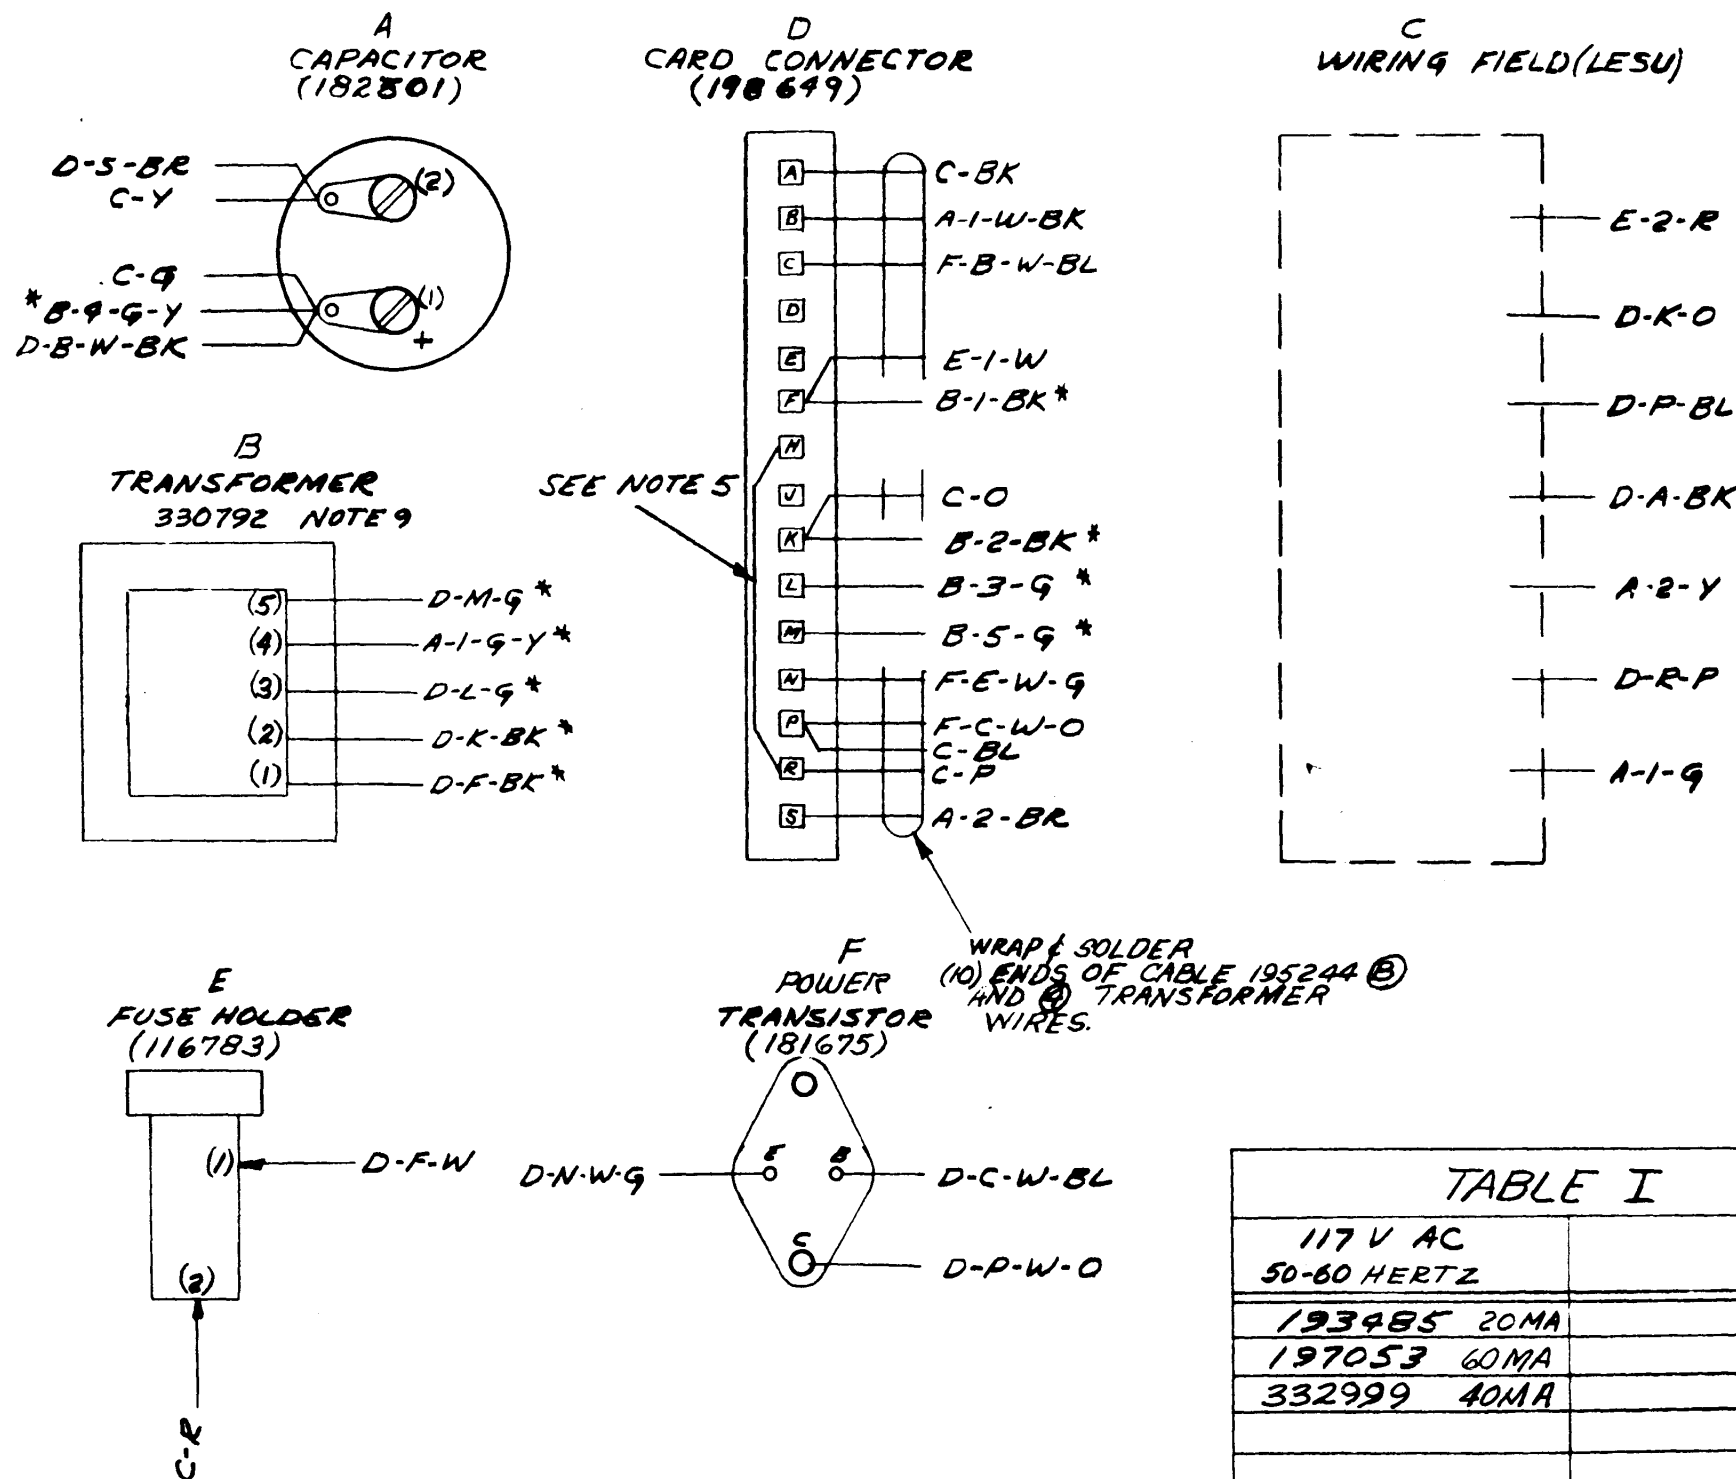 A
CAPACITOR
(182801)
D-S-BR
C-Y
(2)
C-G
*B-4-G-Y
D-B-W-BK
(1)
+
D
CARD CONNECTOR
(198649)
A
C-BK
B
A-1-W-BK
C
F-B-W-BL
D
E
E-1-W
F
B-1-BK*
H
SEE NOTE 5
J
C-O
K
B-2-BK*
L
B-3-G *
M
B-5-G *
N
F-E-W-G
P
F-C-W-O
C-BL
R
C-P
S
A-2-BR
WRAP & SOLDER
(10) ENDS OF CABLE 195244 B
AND 4 TRANSFORMER
WIRES.
C
WIRING FIELD (LESU)
E-2-R
D-K-O
D-P-BL
D-A-BK
A-2-Y
D-R-P
A-1-G
B
TRANSFORMER
330792 NOTE 9
(5) D-M-G*
(4) A-1-G-Y*
(3) D-L-G*
(2) D-K-BK*
(1) D-F-BK*
E
FUSE HOLDER
(116783)
(1) D-F-W
(2)
C-R
F
POWER
TRANSISTOR
(181675)
D-N-W-G
E
B
D-C-W-BL
C
D-P-W-O
TABLE I
117 V AC
50-60 HERTZ
193485 20MA
197053 60MA
332999 40MA